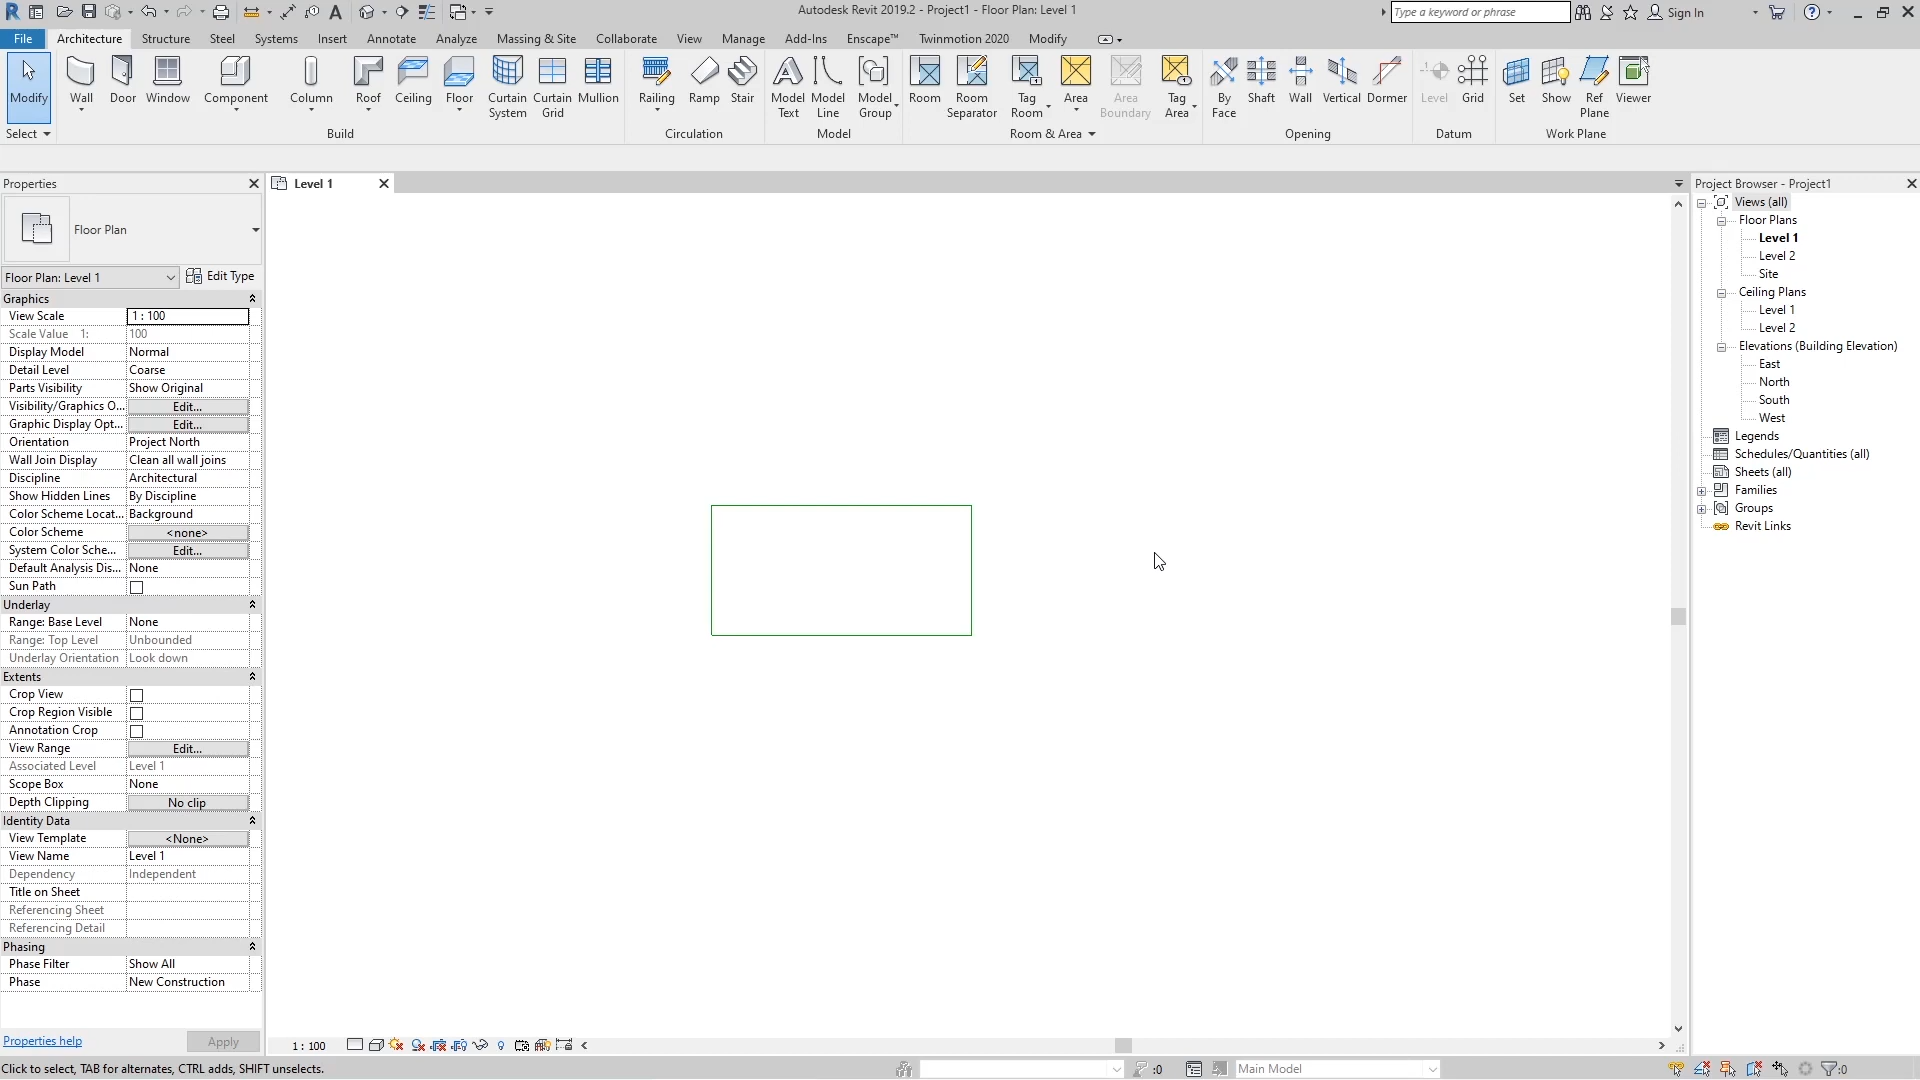 Autodesk Revit 2019.2 - Project1 - Floor Plan: Level 1
Type a keyword or phrase
Sign In
File Architecture Structure Steel Systems Insert Annotate Analyze Massing & Site Collaborate View Manage Add-Ins Enscape™ Twinmotion 2020 Modify
Modify Wall Door Window Component Column Roof Ceiling Floor Curtain System Curtain Grid Mullion Railing Ramp Stair Model Text Model Line Model Group Room Room Separator Tag Room Area Area Boundary Tag Area By Face Shaft Wall Vertical Dormer Level Grid Set Show Ref Plane Viewer
Select Build Circulation Model Room & Area Opening Datum Work Plane
Properties
Floor Plan
Floor Plan: Level 1 Edit Type
Graphics
View Scale 1 : 100
Scale Value 1: 100
Display Model Normal
Detail Level Coarse
Parts Visibility Show Original
Visibility/Graphics O... Edit...
Graphic Display Opt... Edit...
Orientation Project North
Wall Join Display Clean all wall joins
Discipline Architectural
Show Hidden Lines By Discipline
Color Scheme Locat... Background
Color Scheme <none>
System Color Sche... Edit...
Default Analysis Dis... None
Sun Path
Underlay
Range: Base Level None
Range: Top Level Unbounded
Underlay Orientation Look down
Extents
Crop View
Crop Region Visible
Annotation Crop
View Range Edit...
Associated Level Level 1
Scope Box None
Depth Clipping No clip
Identity Data
View Template <None>
View Name Level 1
Dependency Independent
Title on Sheet
Referencing Sheet
Referencing Detail
Phasing
Phase Filter Show All
Phase New Construction
Properties help Apply
Level 1
1 : 100
Project Browser - Project1
Views (all)
Floor Plans
Level 1
Level 2
Site
Ceiling Plans
Level 1
Level 2
Elevations (Building Elevation)
East
North
South
West
Legends
Schedules/Quantities (all)
Sheets (all)
Families
Groups
Revit Links
Click to select, TAB for alternates, CTRL adds, SHIFT unselects.
:0
Main Model
:0